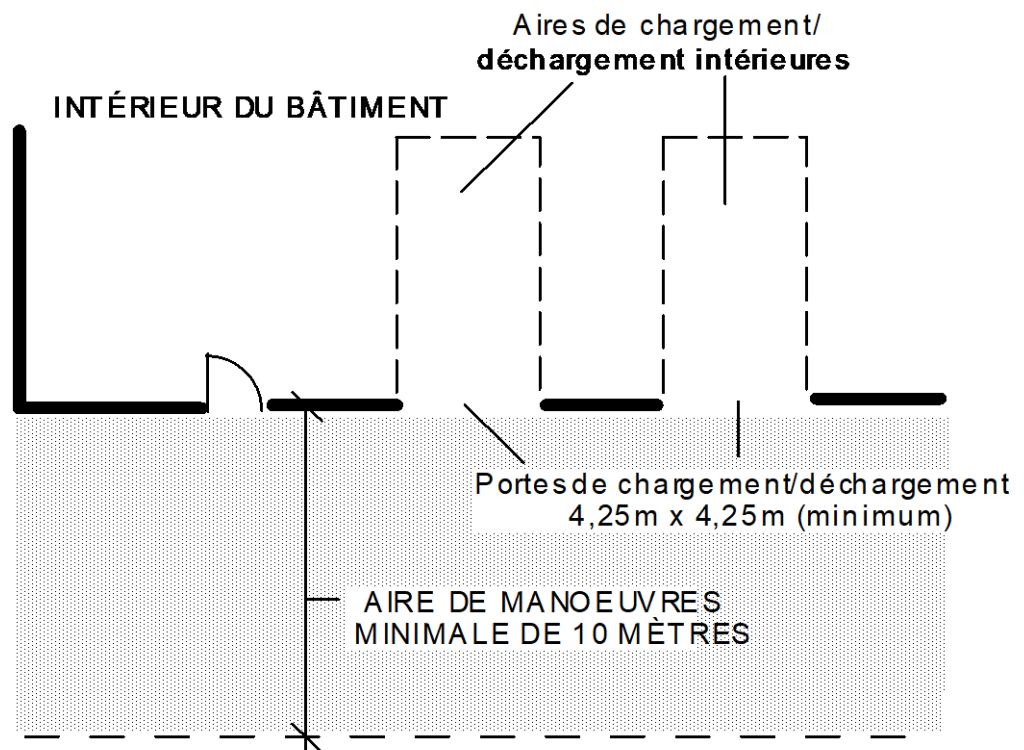 Aires de chargement/
déchargement intérieures
INTÉRIEUR DU BÂTIMENT
Portes de chargement/déchargement
4,25m x 4,25m (minimum)
AIRE DE MANOEUVRES
MINIMALE DE 10 MÈTRES